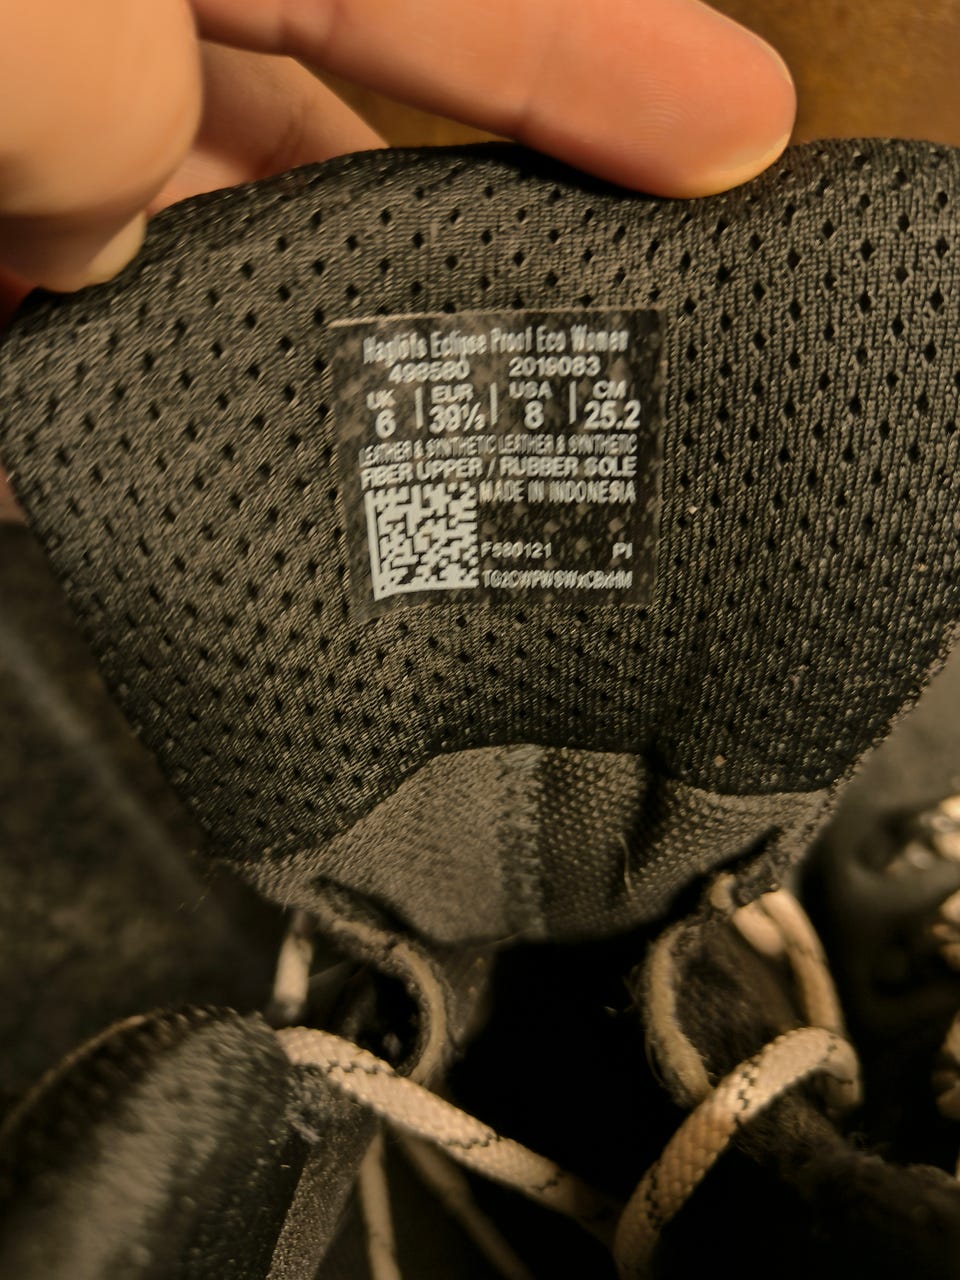 Haglöfs Eclipse Proof Eco Women
498580 2019083
UK EUR USA CM
6 | 39⅓ | 8 | 25.2
LEATHER & SYNTHETIC LEATHER & SYNTHETIC
FIBER UPPER / RUBBER SOLE
MADE IN INDONESIA
F680121 PI